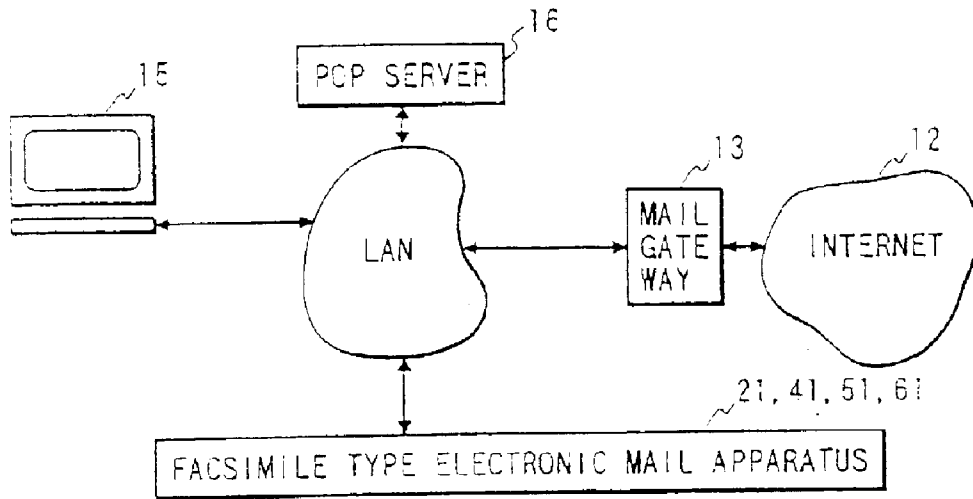 16
POP SERVER
15
13
12
MAIL
GATE
WAY
LAN
INTERNET
21, 41, 51, 61
FACSIMILE TYPE ELECTRONIC MAIL APPARATUS